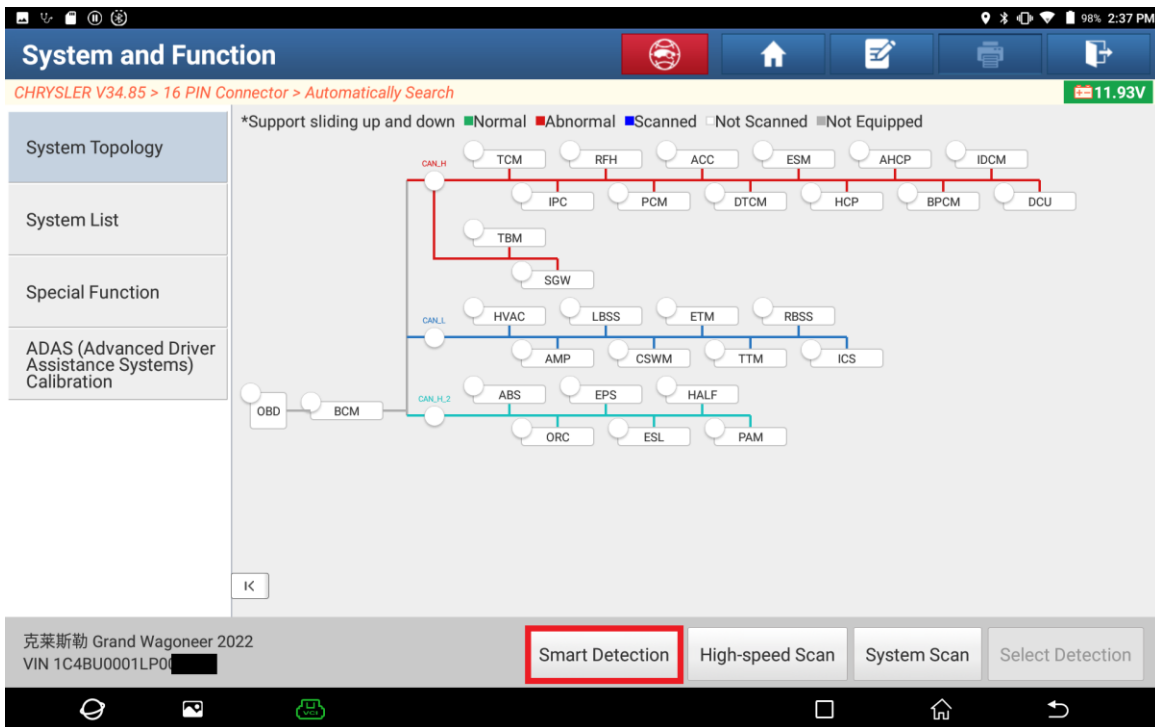 98% 2:37 PM
System and Function
CHRYSLER V34.85 > 16 PIN Connector > Automatically Search
11.93V
System Topology
System List
Special Function
ADAS (Advanced Driver
Assistance Systems)
Calibration
*Support sliding up and down Normal Abnormal Scanned Not Scanned Not Equipped
CAN_H
TCM RFH ACC ESM AHCP IDCM
IPC PCM DTCM HCP BPCM DCU
TBM
SGW
CAN_L
HVAC LBSS ETM RBSS
AMP CSWM TTM ICS
CAN_H_2
ABS EPS HALF
OBD BCM
ORC ESL PAM
克莱斯勒 Grand Wagoneer 2022
VIN 1C4BU0001LP00
Smart Detection High-speed Scan System Scan Select Detection
VCI